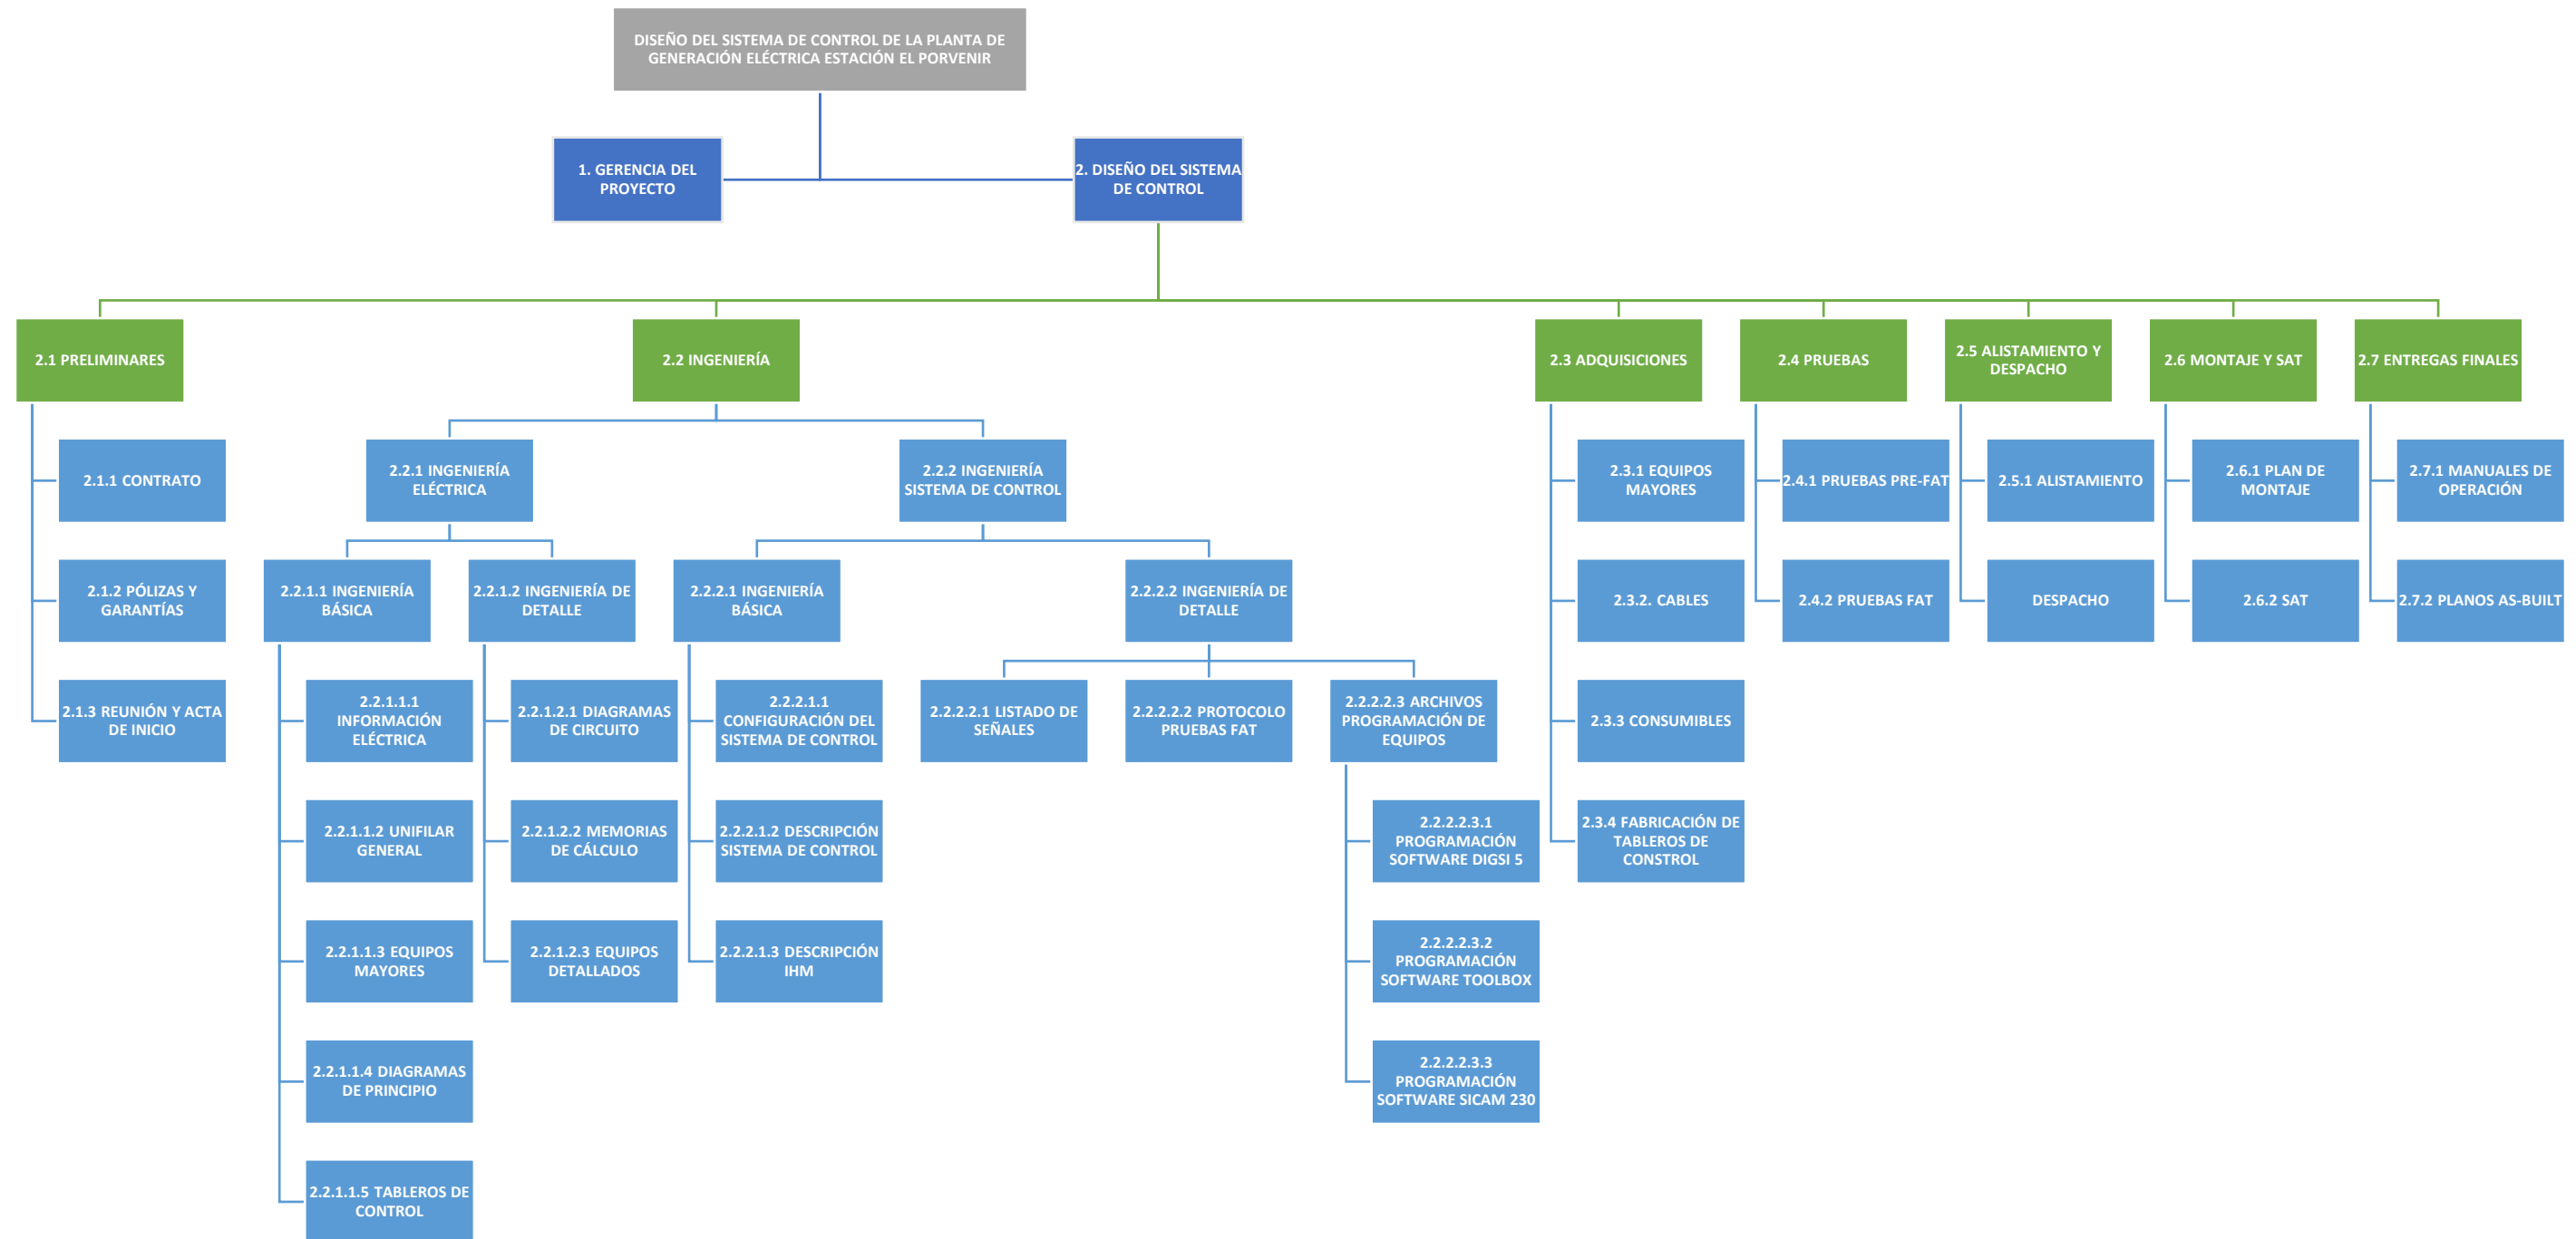 DISEÑO DEL SISTEMA DE CONTROL DE LA PLANTA DE
GENERACIÓN ELÉCTRICA ESTACIÓN EL PORVENIR
1. GERENCIA DEL
PROYECTO
2. DISEÑO DEL SISTEMA
DE CONTROL
2.1 PRELIMINARES
2.1.1 CONTRATO
2.1.2 PÓLIZAS Y
GARANTÍAS
2.1.3 REUNIÓN Y ACTA
DE INICIO
2.2 INGENIERÍA
2.2.1 INGENIERÍA
ELÉCTRICA
2.2.1.1 INGENIERÍA
BÁSICA
2.2.1.1.1
INFORMACIÓN
ELÉCTRICA
2.2.1.1.2 UNIFILAR
GENERAL
2.2.1.1.3 EQUIPOS
MAYORES
2.2.1.1.4 DIAGRAMAS
DE PRINCIPIO
2.2.1.1.5 TABLEROS DE
CONTROL
2.2.1.2 INGENIERÍA DE
DETALLE
2.2.1.2.1 DIAGRAMAS
DE CIRCUITO
2.2.1.2.2 MEMORIAS
DE CÁLCULO
2.2.1.2.3 EQUIPOS
DETALLADOS
2.2.2 INGENIERÍA
SISTEMA DE CONTROL
2.2.2.1 INGENIERÍA
BÁSICA
2.2.2.1.1
CONFIGURACIÓN DEL
SISTEMA DE CONTROL
2.2.2.1.2 DESCRIPCIÓN
SISTEMA DE CONTROL
2.2.2.1.3 DESCRIPCIÓN
IHM
2.2.2.2 INGENIERÍA DE
DETALLE
2.2.2.2.1 LISTADO DE
SEÑALES
2.2.2.2.2 PROTOCOLO
PRUEBAS FAT
2.2.2.2.3 ARCHIVOS
PROGRAMACIÓN DE
EQUIPOS
2.2.2.2.3.1
PROGRAMACIÓN
SOFTWARE DIGSI 5
2.2.2.2.3.2
PROGRAMACIÓN
SOFTWARE TOOLBOX
2.2.2.2.3.3
PROGRAMACIÓN
SOFTWARE SICAM 230
2.3 ADQUISICIONES
2.3.1 EQUIPOS
MAYORES
2.3.2. CABLES
2.3.3 CONSUMIBLES
2.3.4 FABRICACIÓN DE
TABLEROS DE
CONSTROL
2.4 PRUEBAS
2.4.1 PRUEBAS PRE-FAT
2.4.2 PRUEBAS FAT
2.5 ALISTAMIENTO Y
DESPACHO
2.5.1 ALISTAMIENTO
DESPACHO
2.6 MONTAJE Y SAT
2.6.1 PLAN DE
MONTAJE
2.6.2 SAT
2.7 ENTREGAS FINALES
2.7.1 MANUALES DE
OPERACIÓN
2.7.2 PLANOS AS-BUILT